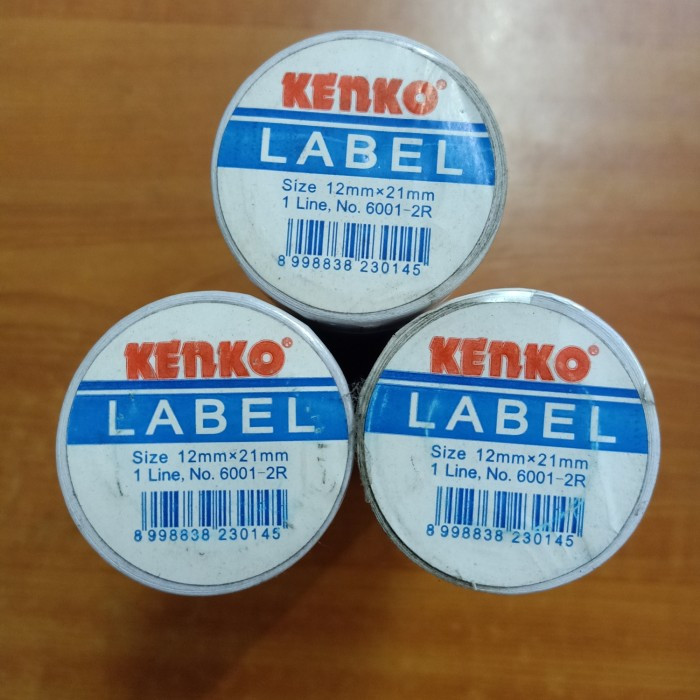 KENKO®
LABEL
Size 12mm×21mm
1 Line, No. 6001-2R
8 998838 230145
KENKO®
LABEL
Size 12mm×21mm
1 Line, No. 6001-2R
8 998838 230145
KENKO®
LABEL
Size 12mm×21mm
1 Line, No. 6001-2R
8 998838 230145